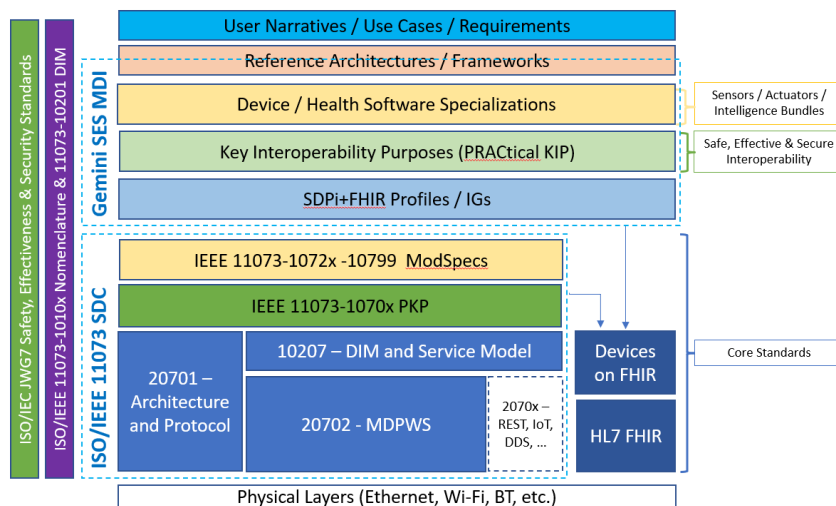 User Narratives / Use Cases / Requirements
Reference Architectures / Frameworks
Device / Health Software Specializations
Key Interoperability Purposes (PRACtical KIP)
SDPi+FHIR Profiles / IGs
Gemini SES MDI
Sensors / Actuators /
Intelligence Bundles
Safe, Effective & Secure
Interoperability
ISO/IEC JWG7 Safety, Effectiveness & Security Standards
ISO/IEEE 11073-1010x Nomenclature & 11073-10201 DIM
ISO/IEEE 11073 SDC
IEEE 11073-1072x -10799 ModSpecs
IEEE 11073-1070x PKP
20701 –
Architecture
and Protocol
10207 – DIM and Service Model
20702 - MDPWS
2070x –
REST, IoT,
DDS, ...
Devices
on FHIR
HL7 FHIR
Core Standards
Physical Layers (Ethernet, Wi-Fi, BT, etc.)